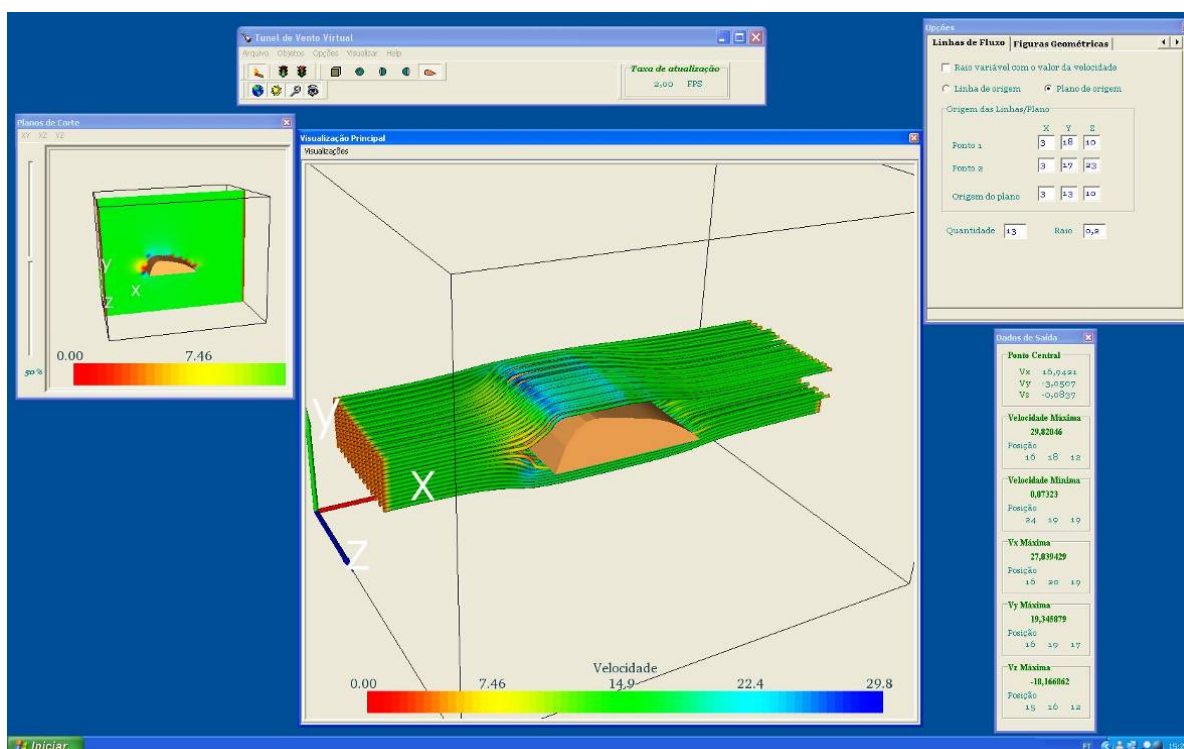 Tunel de Vento Virtual
Arquivo Objetos Opções Visualizar Help
Taxa de atualização
2,00 FPS
Planos de Corte
XY XZ YZ
y
z
x
0.00 7.46
50 %
Visualização Principal
Visualizações
y
X
Z
Velocidade
0.00 7.46 14.9 22.4 29.8
Opções
Linhas de Fluxo Figuras Geométricas
Raio variável com o valor da velocidade
Linha de origem Plano de origem
Origem das Linhas/Plano
X Y Z
Ponto 1 3 18 10
Ponto 2 3 17 23
Origem do plano 3 13 10
Quantidade 13 Raio 0,2
Dados de Saída
Ponto Central
Vx 16,9421
Vy -3,0507
Vz -0,0837
Velocidade Máxima
29,82046
Posição
16 18 12
Velocidade Mínima
0,07323
Posição
24 19 19
Vx Máxima
27,839429
Posição
16 20 19
Vy Máxima
19,345879
Posição
16 19 17
Vz Máxima
-18,166062
Posição
15 16 12
Iniciar
PT